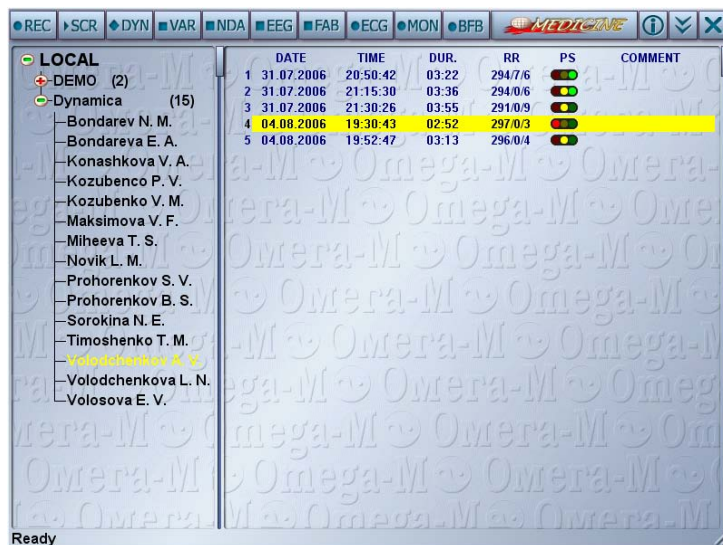 REC SCR DYN VAR NDA EEG FAB ECG MON BFB MEDICINE
LOCAL
DEMO (2)
Dynamica (15)
Bondarev N. M.
Bondareva E. A.
Konashkova V. A.
Kozubenco P. V.
Kozubenko V. M.
Maksimova V. F.
Miheeva T. S.
Novik L. M.
Prohorenkov S. V.
Prohorenkov B. S.
Sorokina N. E.
Timoshenko T. M.
Volodchenkov A. V.
Volodchenkova L. N.
Volosova E. V.
DATE TIME DUR. RR PS COMMENT
1 31.07.2006 20:50:42 03:22 294/7/6
2 31.07.2006 21:15:30 03:36 294/0/6
3 31.07.2006 21:30:26 03:55 291/0/9
4 04.08.2006 19:30:43 02:52 297/0/3
5 04.08.2006 19:52:47 03:13 296/0/4
Омега-М Omega-M
Ready